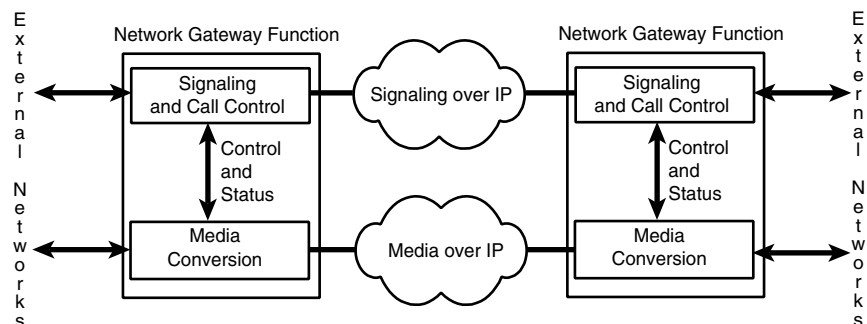 External Networks
Network Gateway Function
Signaling
and Call Control
Control
and
Status
Media
Conversion
Signaling over IP
Media over IP
Network Gateway Function
Signaling
and Call Control
Control
and
Status
Media
Conversion
External Networks